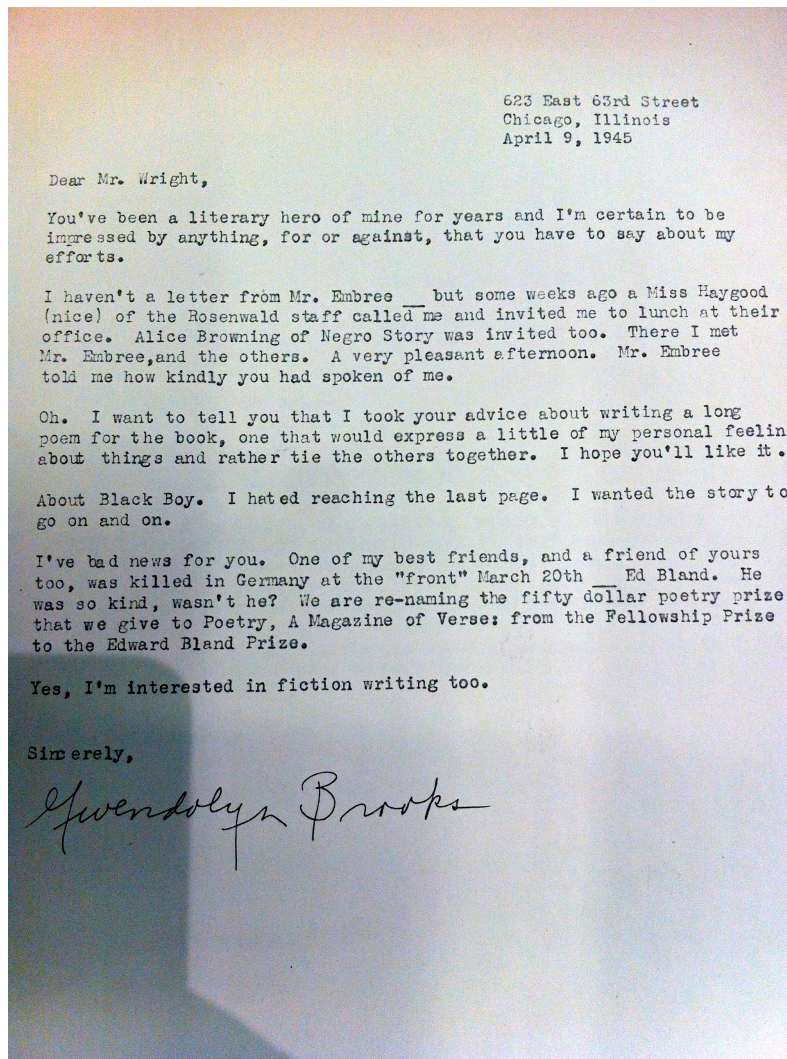 623 East 63rd Street
Chicago, Illinois
April 9, 1945
Dear Mr. Wright,
You've been a literary hero of mine for years and I'm certain to be
impressed by anything, for or against, that you have to say about my
efforts.
I haven't a letter from Mr. Embree __ but some weeks ago a Miss Haygood
(nice) of the Rosenwald staff called me and invited me to lunch at their
office.  Alice Browning of Negro Story was invited too.  There I met
Mr. Embree,and the others.  A very pleasant afternoon.  Mr. Embree
told me how kindly you had spoken of me.
Oh.  I want to tell you that I took your advice about writing a long
poem for the book, one that would express a little of my personal feelin
about things and rather tie the others together.  I hope you'll like it.
About Black Boy.  I hated reaching the last page.  I wanted the story to
go on and on.
I've bad news for you.  One of my best friends, and a friend of yours
too, was killed in Germany at the "front" March 20th __ Ed Bland.  He
was so kind, wasn't he?  We are re-naming the fifty dollar poetry prize
that we give to Poetry, A Magazine of Verse: from the Fellowship Prize
to the Edward Bland Prize.
Yes, I'm interested in fiction writing too.
Sincerely,
Gwendolyn Brooks